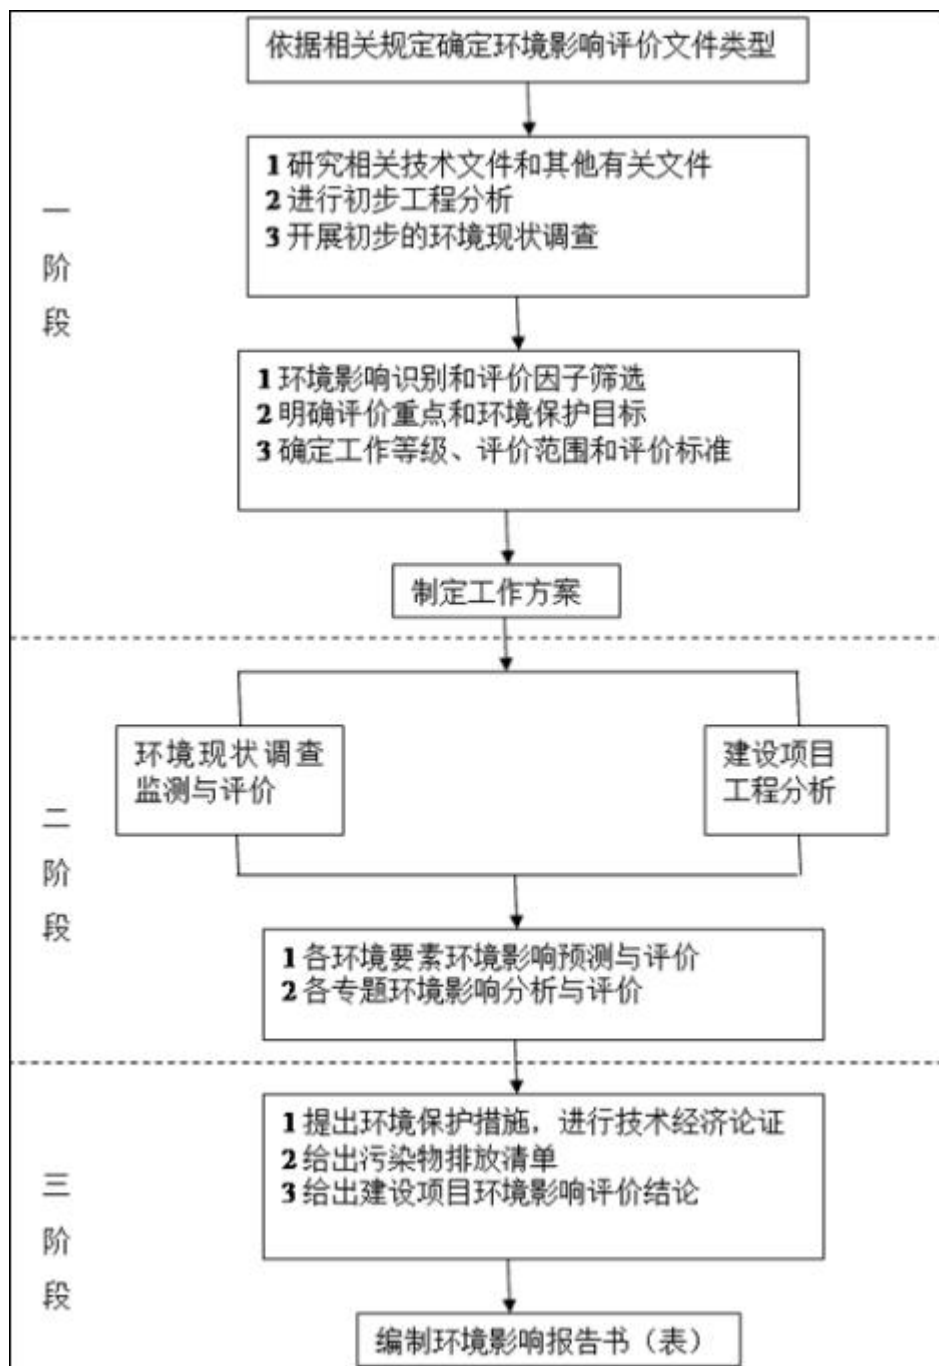 依据相关规定确定环境影响评价文件类型
1 研究相关技术文件和其他有关文件
2 进行初步工程分析
3 开展初步的环境现状调查
一
阶
段
1 环境影响识别和评价因子筛选
2 明确评价重点和环境保护目标
3 确定工作等级、评价范围和评价标准
制定工作方案
环境现状调查
监测与评价
建设项目
工程分析
二
阶
段
1 各环境要素环境影响预测与评价
2 各专题环境影响分析与评价
1 提出环境保护措施，进行技术经济论证
2 给出污染物排放清单
3 给出建设项目环境影响评价结论
三
阶
段
编制环境影响报告书（表）